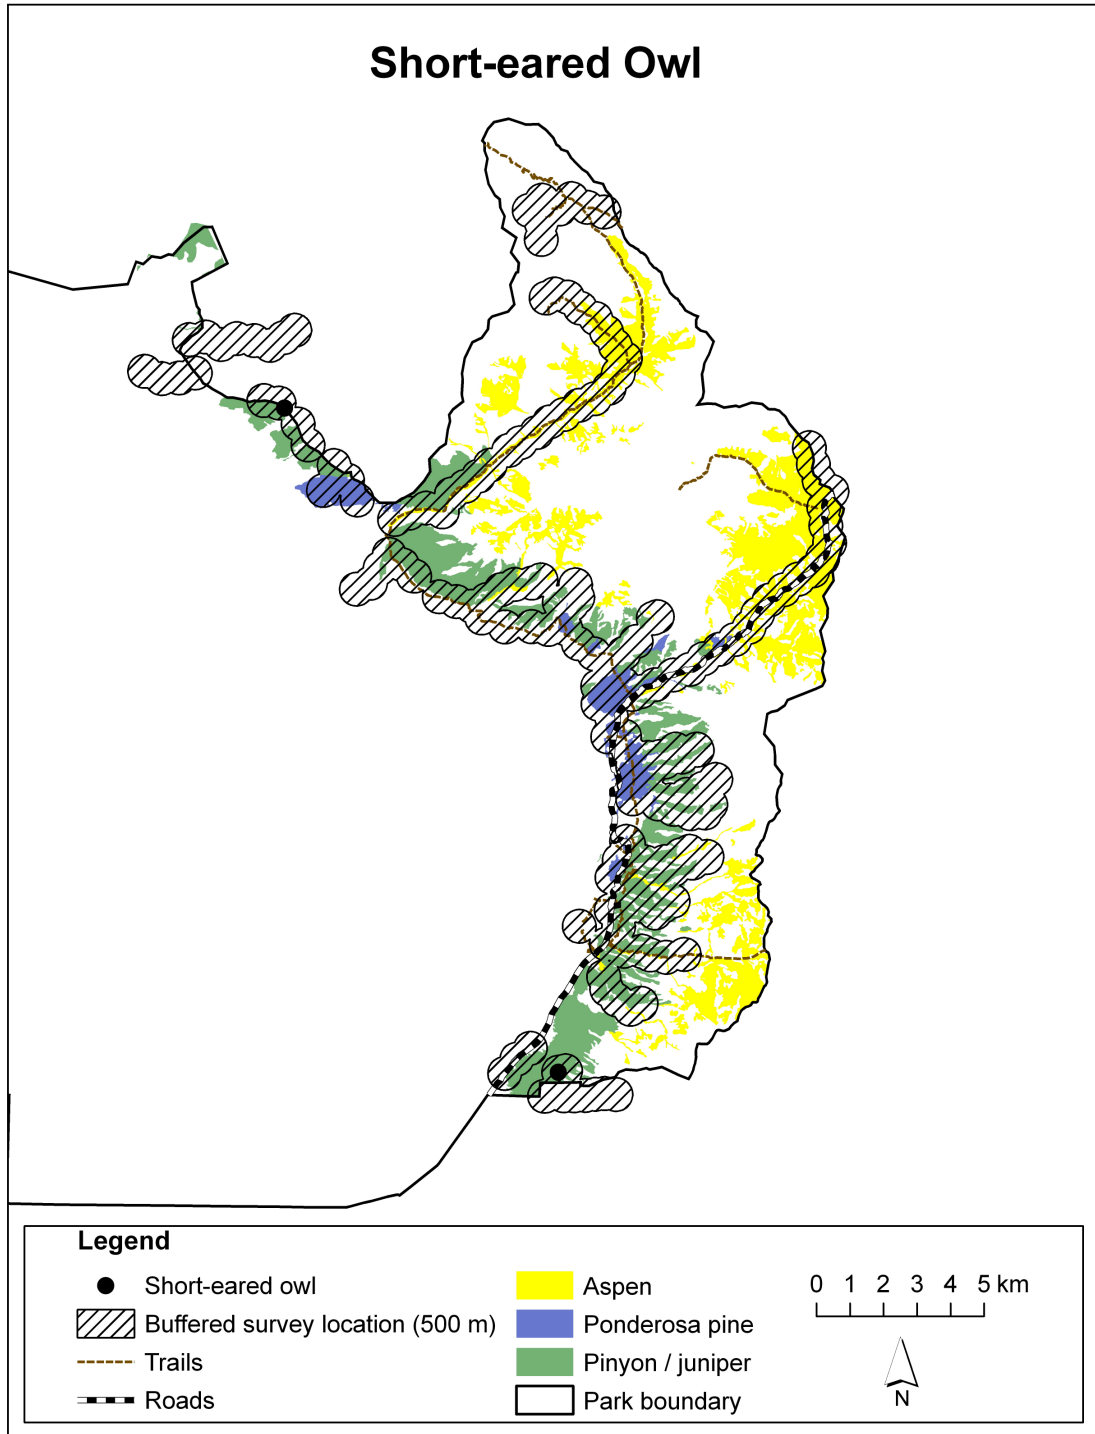 Short-eared Owl
Legend
Short-eared owl
Buffered survey location (500 m)
Trails
Roads
Aspen
Ponderosa pine
Pinyon / juniper
Park boundary
0 1 2 3 4 5 km
N